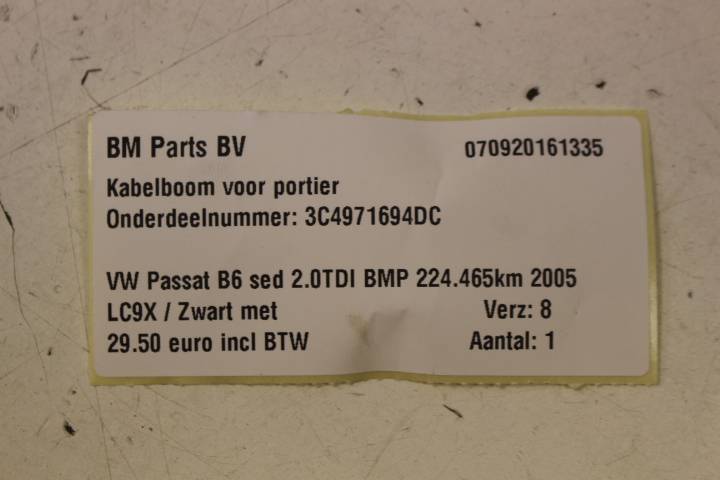 BM Parts BV 070920161335
Kabelboom voor portier
Onderdeelnummer: 3C4971694DC
VW Passat B6 sed 2.0TDI BMP 224.465km 2005
LC9X / Zwart met Verz: 8
29.50 euro incl BTW Aantal: 1